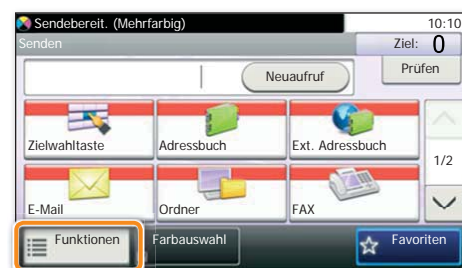 Sendebereit. (Mehrfarbig) 10:10
Senden Ziel: 0
Neuaufruf Prüfen
Zielwahltaste Adressbuch Ext. Adressbuch
1/2
E-Mail Ordner FAX
Funktionen Farbauswahl Favoriten